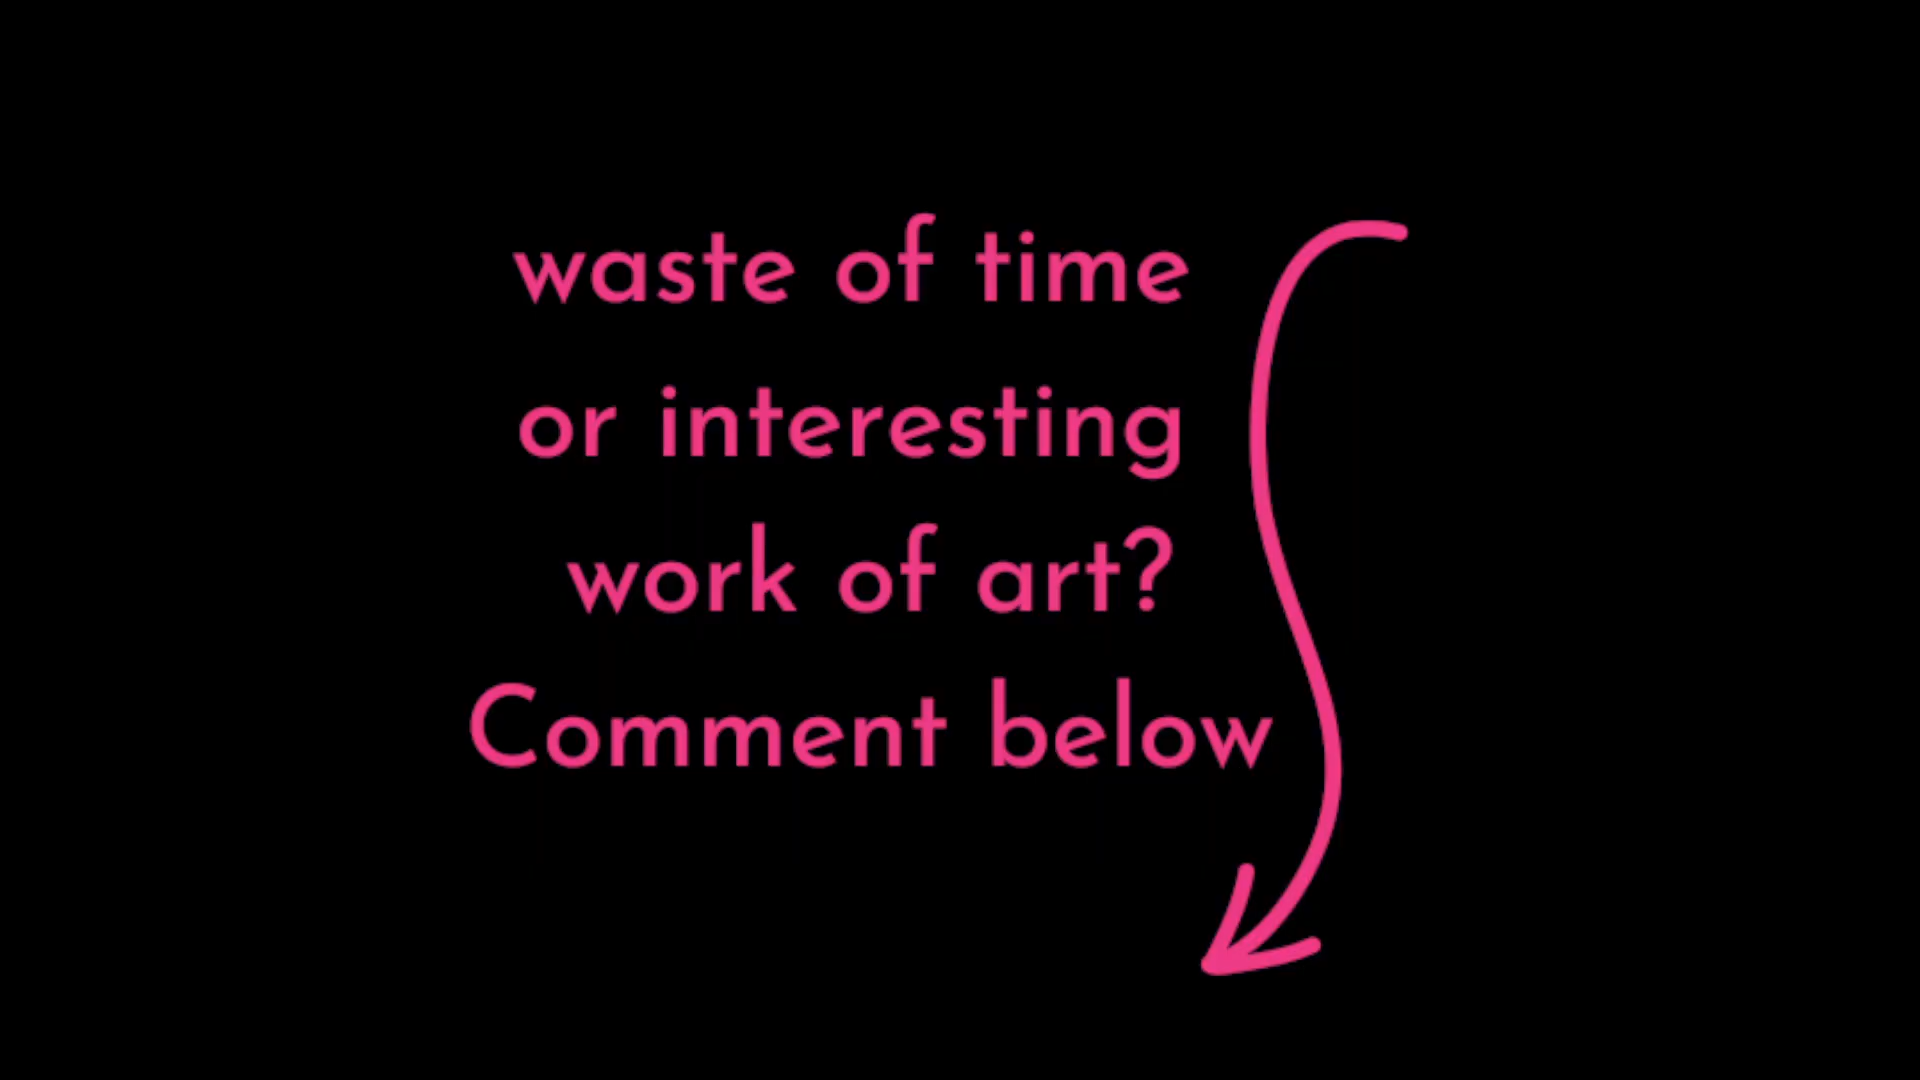 waste of time
or interesting
work of art?
Comment below